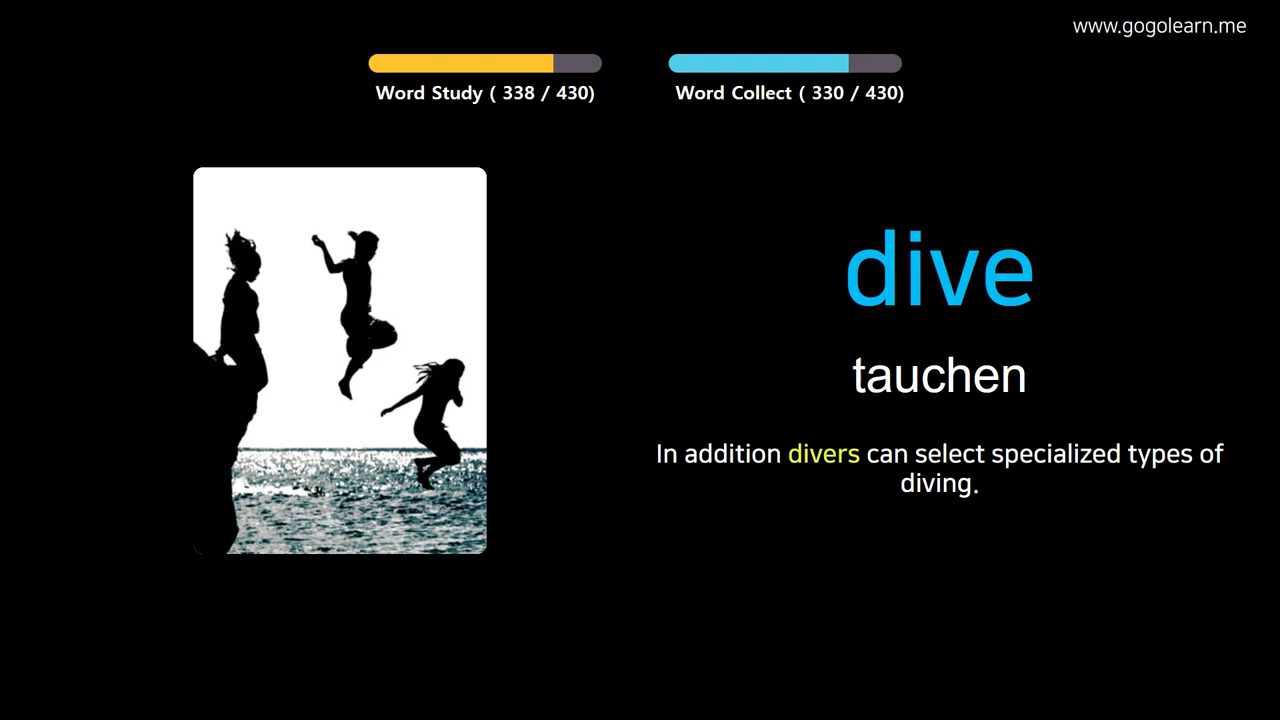 www.gogolearn.me
Word Study ( 338 / 430)
Word Collect ( 330 / 430)
dive
tauchen
In addition divers can select specialized types of
diving.